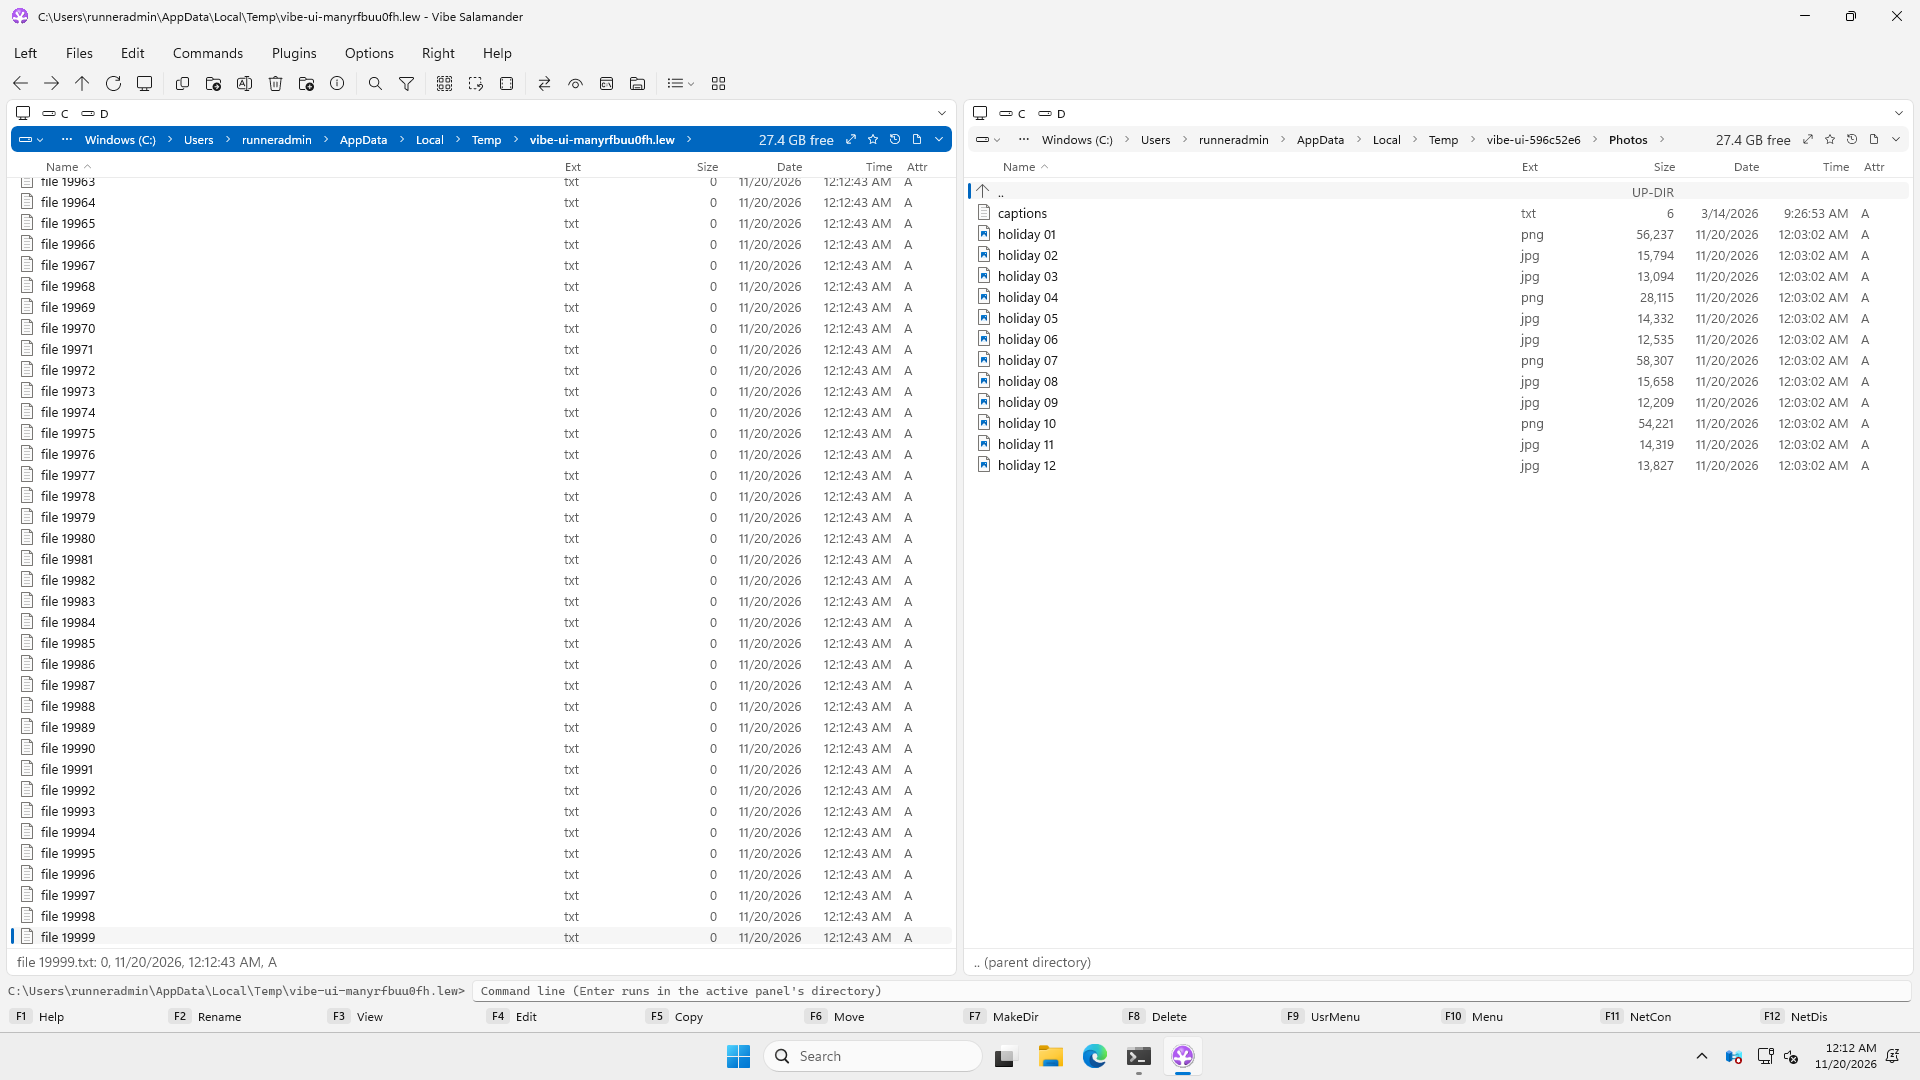 C:\Users\runneradmin\AppData\Local\Temp\vibe-ui-manyrfbuu0fh.lew - Vibe Salamander
Left Files Edit Commands Plugins Options Right Help
C D
Windows (C:) Users runneradmin AppData Local Temp vibe-ui-manyrfbuu0fh.lew 27.4 GB free
Name Ext Size Date Time Attr
file 19963 txt 0 11/20/2026 12:12:43 AM A
file 19964 txt 0 11/20/2026 12:12:43 AM A
file 19965 txt 0 11/20/2026 12:12:43 AM A
file 19966 txt 0 11/20/2026 12:12:43 AM A
file 19967 txt 0 11/20/2026 12:12:43 AM A
file 19968 txt 0 11/20/2026 12:12:43 AM A
file 19969 txt 0 11/20/2026 12:12:43 AM A
file 19970 txt 0 11/20/2026 12:12:43 AM A
file 19971 txt 0 11/20/2026 12:12:43 AM A
file 19972 txt 0 11/20/2026 12:12:43 AM A
file 19973 txt 0 11/20/2026 12:12:43 AM A
file 19974 txt 0 11/20/2026 12:12:43 AM A
file 19975 txt 0 11/20/2026 12:12:43 AM A
file 19976 txt 0 11/20/2026 12:12:43 AM A
file 19977 txt 0 11/20/2026 12:12:43 AM A
file 19978 txt 0 11/20/2026 12:12:43 AM A
file 19979 txt 0 11/20/2026 12:12:43 AM A
file 19980 txt 0 11/20/2026 12:12:43 AM A
file 19981 txt 0 11/20/2026 12:12:43 AM A
file 19982 txt 0 11/20/2026 12:12:43 AM A
file 19983 txt 0 11/20/2026 12:12:43 AM A
file 19984 txt 0 11/20/2026 12:12:43 AM A
file 19985 txt 0 11/20/2026 12:12:43 AM A
file 19986 txt 0 11/20/2026 12:12:43 AM A
file 19987 txt 0 11/20/2026 12:12:43 AM A
file 19988 txt 0 11/20/2026 12:12:43 AM A
file 19989 txt 0 11/20/2026 12:12:43 AM A
file 19990 txt 0 11/20/2026 12:12:43 AM A
file 19991 txt 0 11/20/2026 12:12:43 AM A
file 19992 txt 0 11/20/2026 12:12:43 AM A
file 19993 txt 0 11/20/2026 12:12:43 AM A
file 19994 txt 0 11/20/2026 12:12:43 AM A
file 19995 txt 0 11/20/2026 12:12:43 AM A
file 19996 txt 0 11/20/2026 12:12:43 AM A
file 19997 txt 0 11/20/2026 12:12:43 AM A
file 19998 txt 0 11/20/2026 12:12:43 AM A
file 19999 txt 0 11/20/2026 12:12:43 AM A
file 19999.txt: 0, 11/20/2026, 12:12:43 AM, A
C D
Windows (C:) Users runneradmin AppData Local Temp vibe-ui-596c52e6 Photos 27.4 GB free
Name Ext Size Date Time Attr
.. UP-DIR
captions txt 6 3/14/2026 9:26:53 AM A
holiday 01 png 56,237 11/20/2026 12:03:02 AM A
holiday 02 jpg 15,794 11/20/2026 12:03:02 AM A
holiday 03 jpg 13,094 11/20/2026 12:03:02 AM A
holiday 04 png 28,115 11/20/2026 12:03:02 AM A
holiday 05 jpg 14,332 11/20/2026 12:03:02 AM A
holiday 06 jpg 12,535 11/20/2026 12:03:02 AM A
holiday 07 png 58,307 11/20/2026 12:03:02 AM A
holiday 08 jpg 15,658 11/20/2026 12:03:02 AM A
holiday 09 jpg 12,209 11/20/2026 12:03:02 AM A
holiday 10 png 54,221 11/20/2026 12:03:02 AM A
holiday 11 jpg 14,319 11/20/2026 12:03:02 AM A
holiday 12 jpg 13,827 11/20/2026 12:03:02 AM A
.. (parent directory)
C:\Users\runneradmin\AppData\Local\Temp\vibe-ui-manyrfbuu0fh.lew> Command line (Enter runs in the active panel's directory)
F1 Help F2 Rename F3 View F4 Edit F5 Copy F6 Move F7 MakeDir F8 Delete F9 UsrMenu F10 Menu F11 NetCon F12 NetDis
Search
12:12 AM
11/20/2026